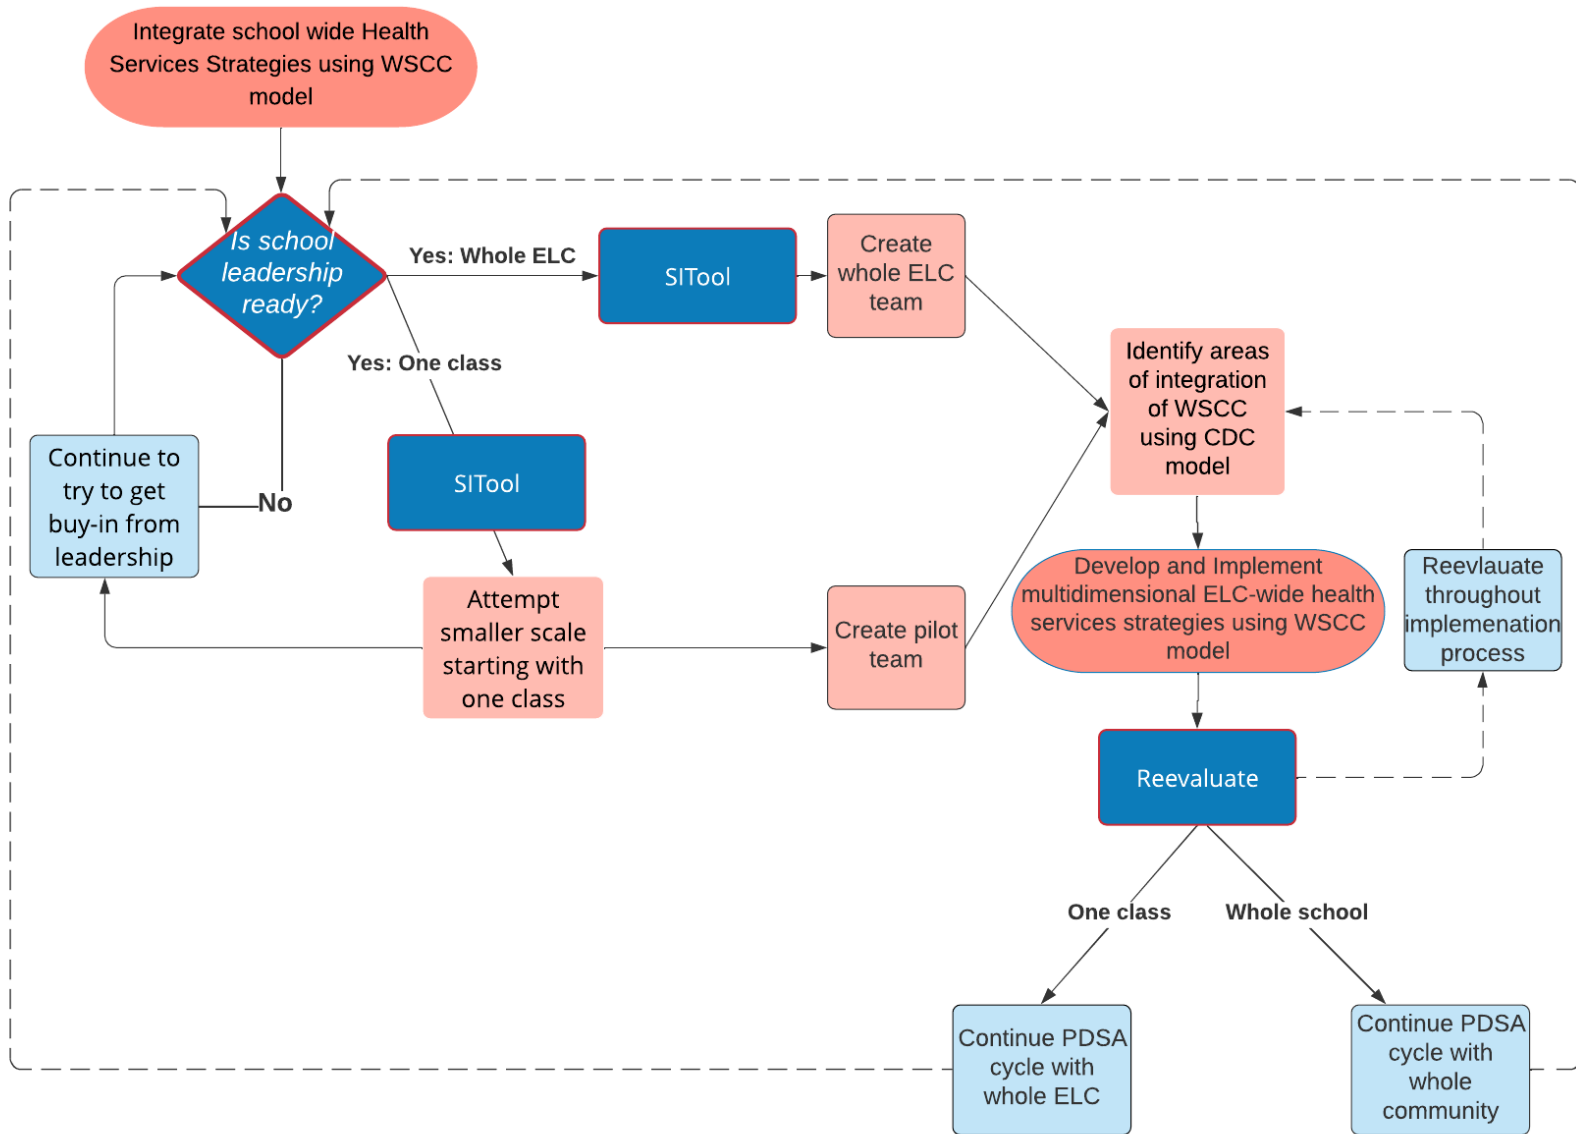 Integrate school wide Health
Services Strategies using WSCC
model
Is school
leadership
ready?
Yes: Whole ELC
SITool
Create
whole ELC
team
Yes: One class
Identify areas
of integration
of WSCC
using CDC
model
Continue to
try to get
buy-in from
leadership
No
SITool
Attempt
smaller scale
starting with
one class
Create pilot
team
Develop and Implement
multidimensional ELC-wide health
services strategies using WSCC
model
Reevlauate
throughout
implemenation
process
Reevaluate
One class
Whole school
Continue PDSA
cycle with
whole ELC
Continue PDSA
cycle with
whole
community